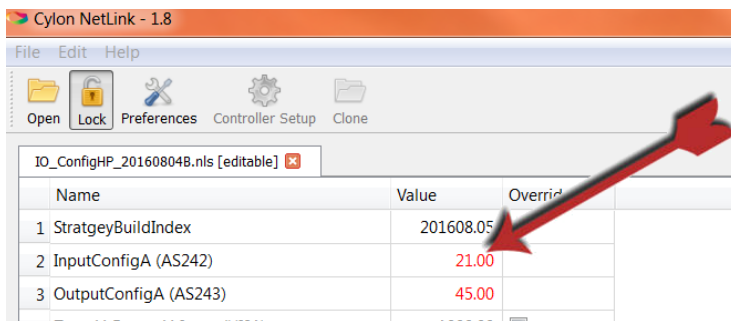 Cylon NetLink - 1.8
File Edit Help
Open Lock Preferences Controller Setup Clone
IO_ConfigHP_20160804B.nls [editable]
Name Value
1 StratgeyBuildIndex 201608.05
2 InputConfigA (AS242) 21.00
3 OutputConfigA (AS243) 45.00